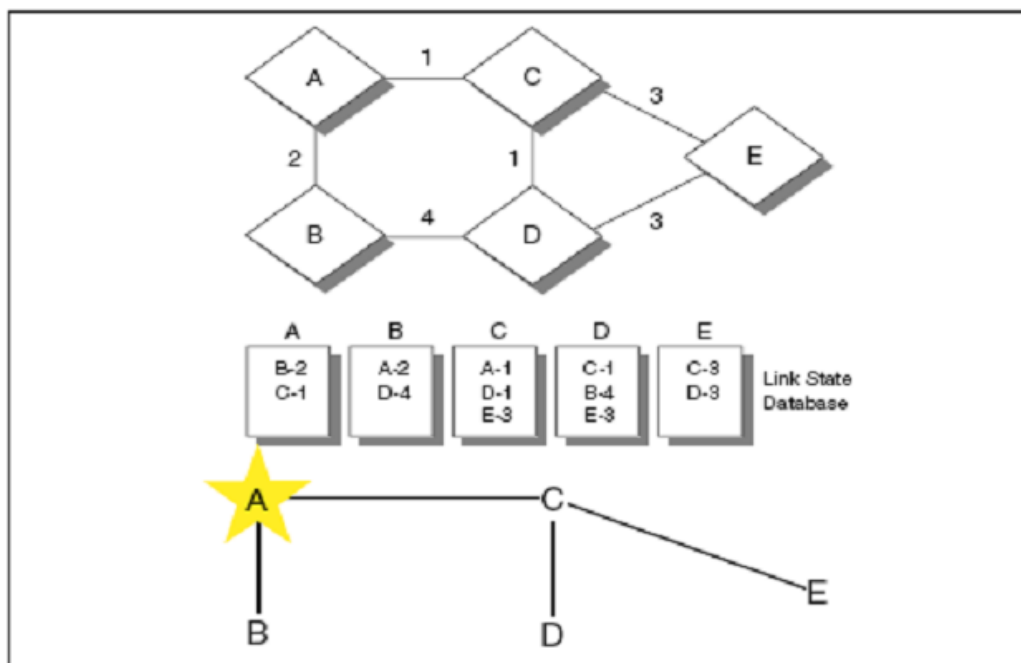 A 1 C
3
E
2 1
B 4 D
3
A B C D E
B-2 A-2 A-1 C-1 C-3
C-1 D-4 D-1 B-4 D-3
E-3 E-3
Link State
Database
A C
E
B D